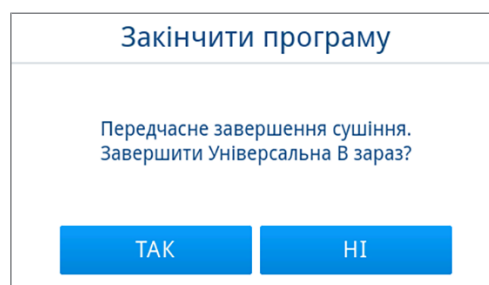 Закінчити програму
Передчасне завершення сушіння.
Завершити Універсальна В зараз?
ТАК
НІ